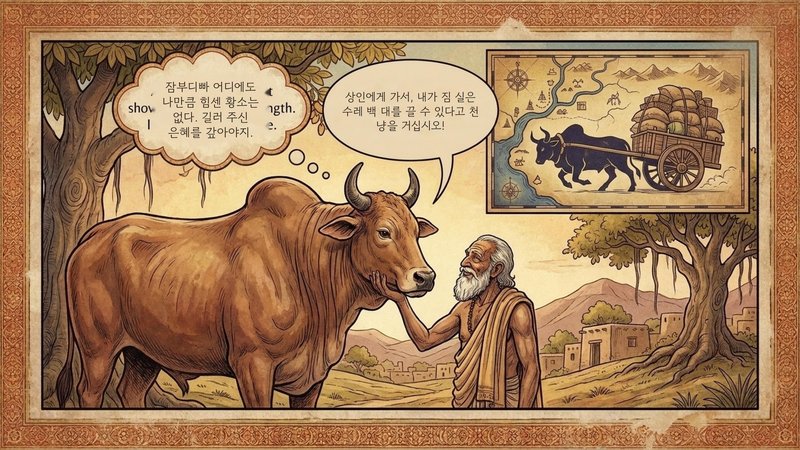 잠부디빠 어디에도
나만큼 힘센 황소는
없다. 길러 주신
은혜를 갚아야지.
상인에게 가서, 내가 짐 실은
수레 백 대를 끌 수 있다고 천
냥을 거십시오!